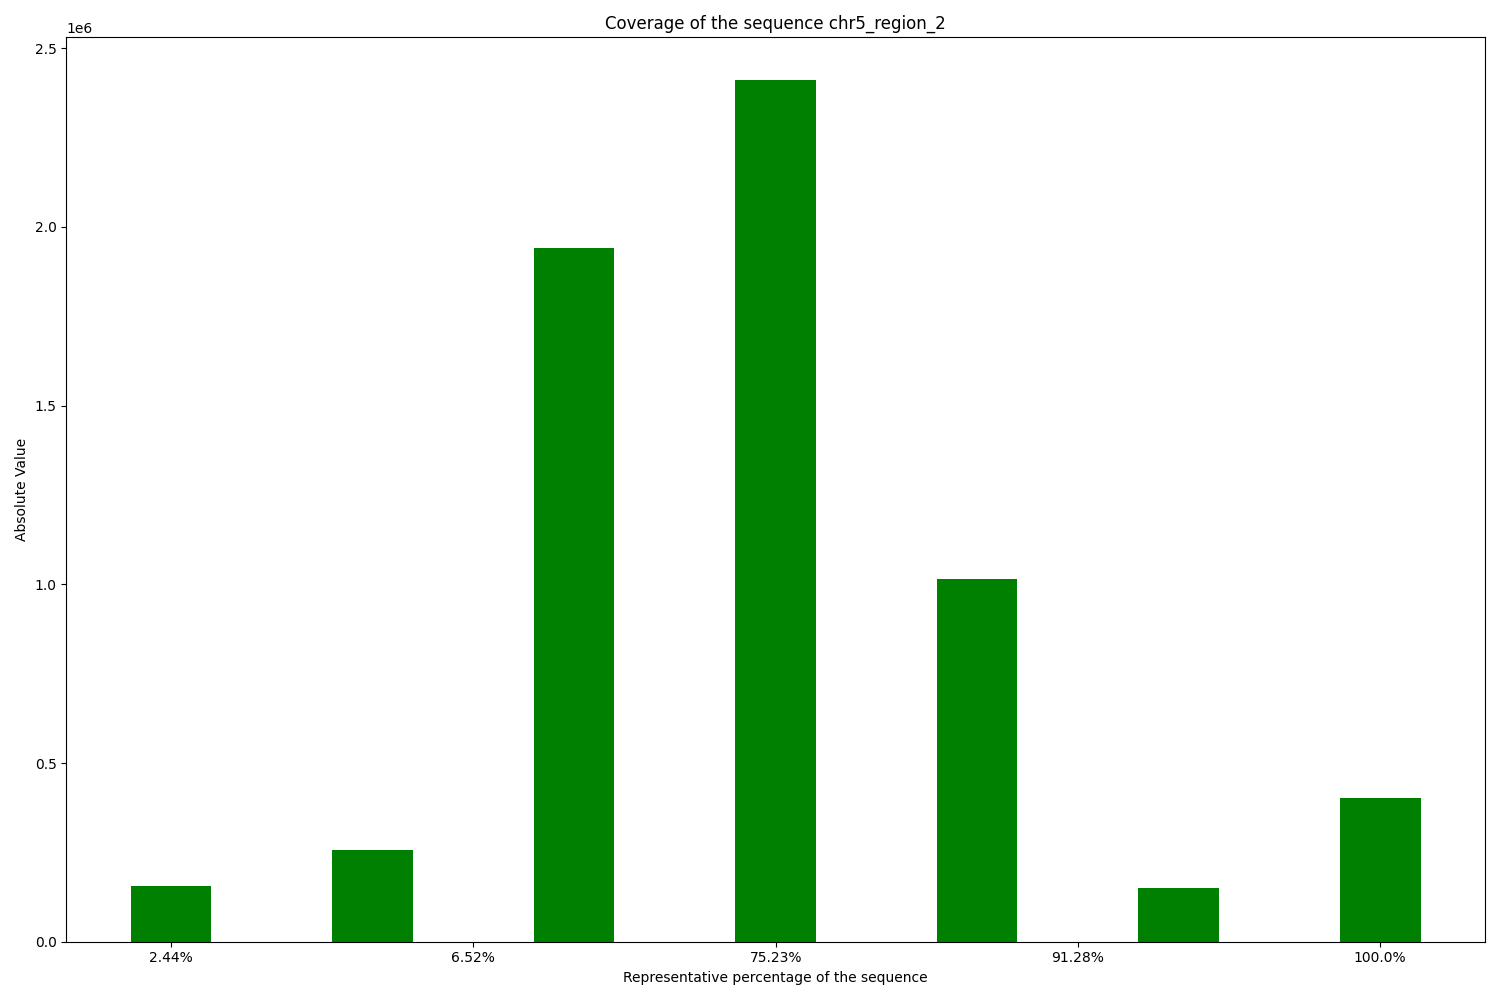 Coverage of the sequence chr5_region_2
1e6
2.5
2.0
1.5
1.0
0.5
0.0
Absolute Value
2.44% 6.52% 75.23% 91.28% 100.0%
Representative percentage of the sequence